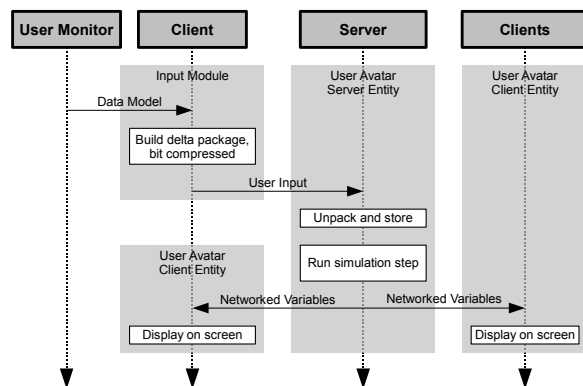 User Monitor
Client
Server
Clients
Input Module
User Avatar
Server Entity
User Avatar
Client Entity
Data Model
Build delta package,
bit compressed
User Input
Unpack and store
User Avatar
Client Entity
Run simulation step
Networked Variables
Networked Variables
Display on screen
Display on screen